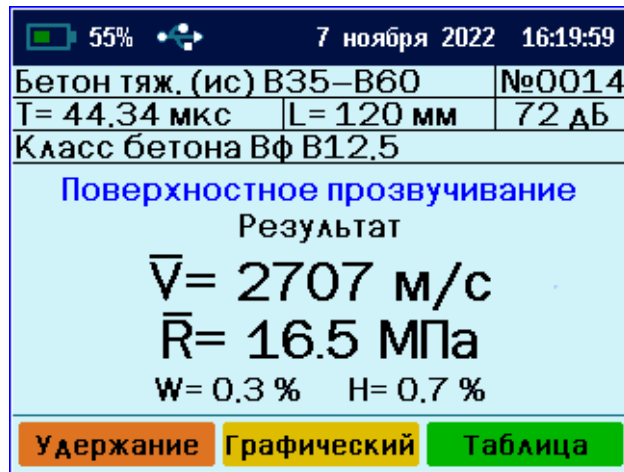 55% 7 ноября 2022 16:19:59
Бетон тяж. (ис) В35–В60 №0014
T= 44.34 мкс L= 120 мм 72 дБ
Класс бетона Вф В12.5
Поверхностное прозвучивание
Результат
V̅= 2707 м/с
R̅= 16.5 МПа
W= 0.3 % H= 0.7 %
Удержание Графический Таблица